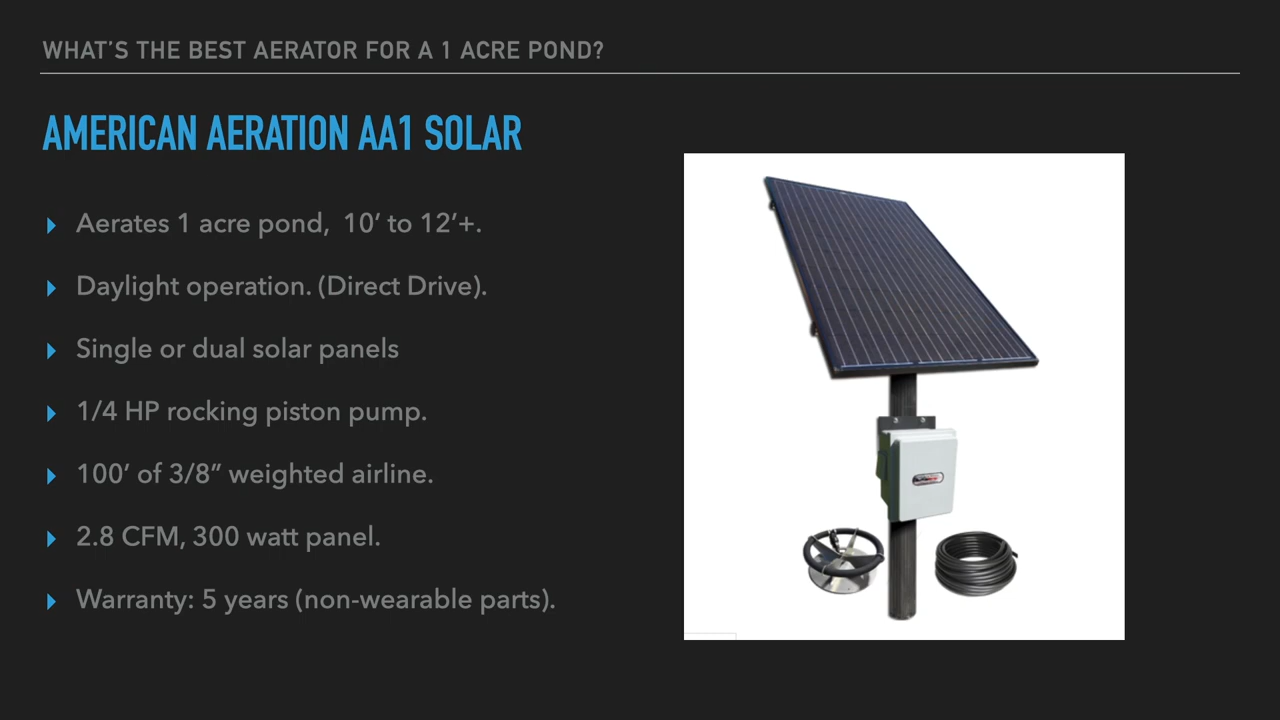 WHAT’S THE BEST AERATOR FOR A 1 ACRE POND?
AMERICAN AERATION AA1 SOLAR
Aerates 1 acre pond,  10’ to 12’+.
Daylight operation. (Direct Drive).
Single or dual solar panels
1/4 HP rocking piston pump.
100’ of 3/8” weighted airline.
2.8 CFM, 300 watt panel.
Warranty: 5 years (non-wearable parts).